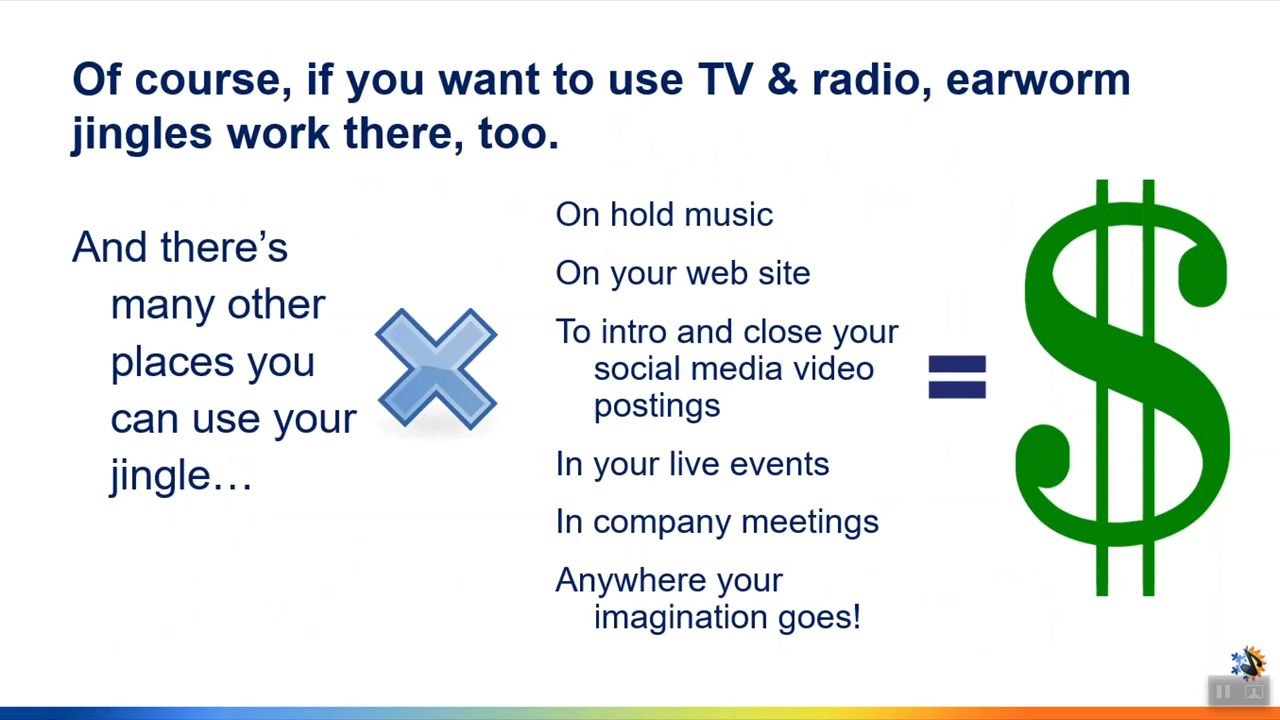 Of course, if you want to use TV & radio, earworm
jingles work there, too.
And there’s
many other
places you
can use your
jingle…
On hold music
On your web site
To intro and close your
social media video
postings
In your live events
In company meetings
Anywhere your
imagination goes!